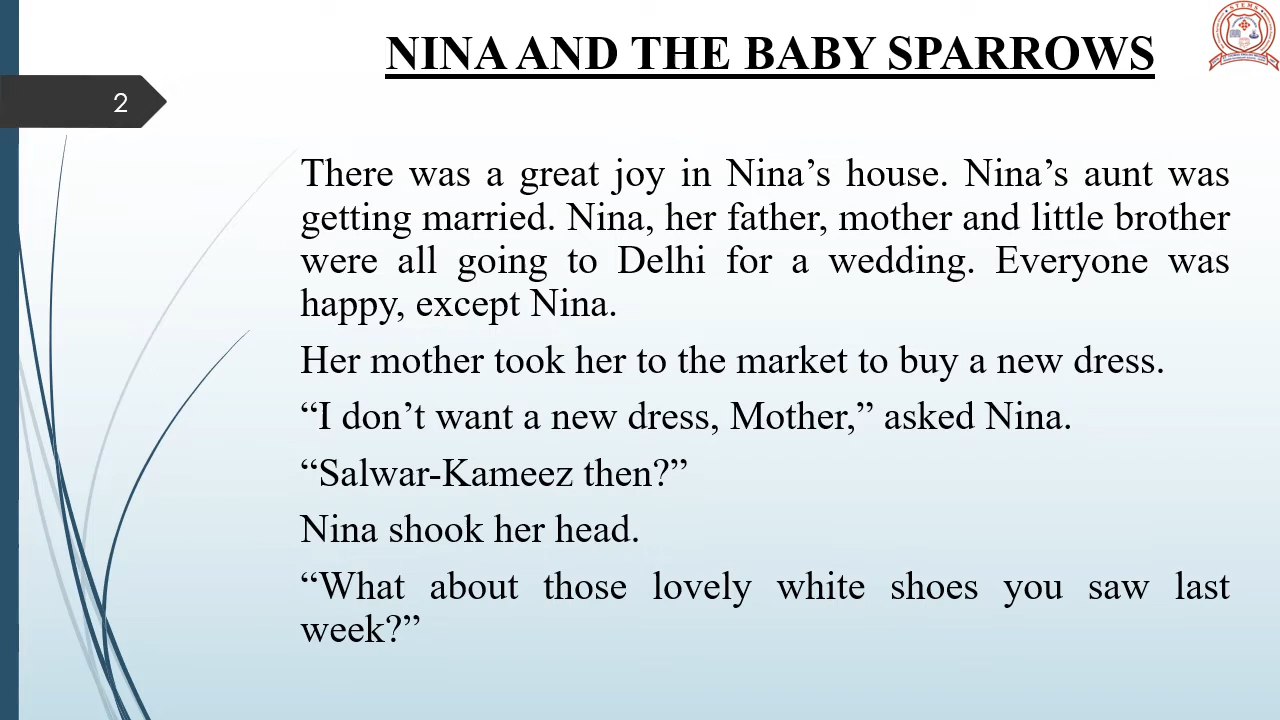 NINA AND THE BABY SPARROWS
2
There was a great joy in Nina’s house. Nina’s aunt was
getting married. Nina, her father, mother and little brother
were all going to Delhi for a wedding. Everyone was
happy, except Nina.
Her mother took her to the market to buy a new dress.
“I don’t want a new dress, Mother,” asked Nina.
“Salwar-Kameez then?”
Nina shook her head.
“What about those lovely white shoes you saw last
week?”